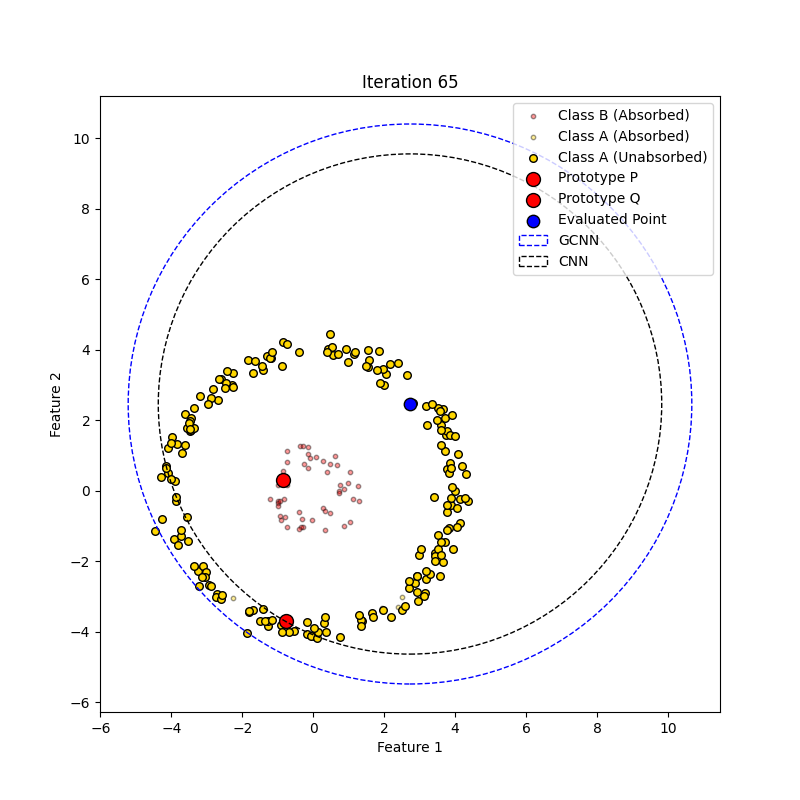 Iteration 65
Class B (Absorbed)
Class A (Absorbed)
Class A (Unabsorbed)
Prototype P
Prototype Q
Evaluated Point
GCNN
CNN
Feature 2
10
8
6
4
2
0
−2
−4
−6
−6 −4 −2 0 2 4 6 8 10
Feature 1